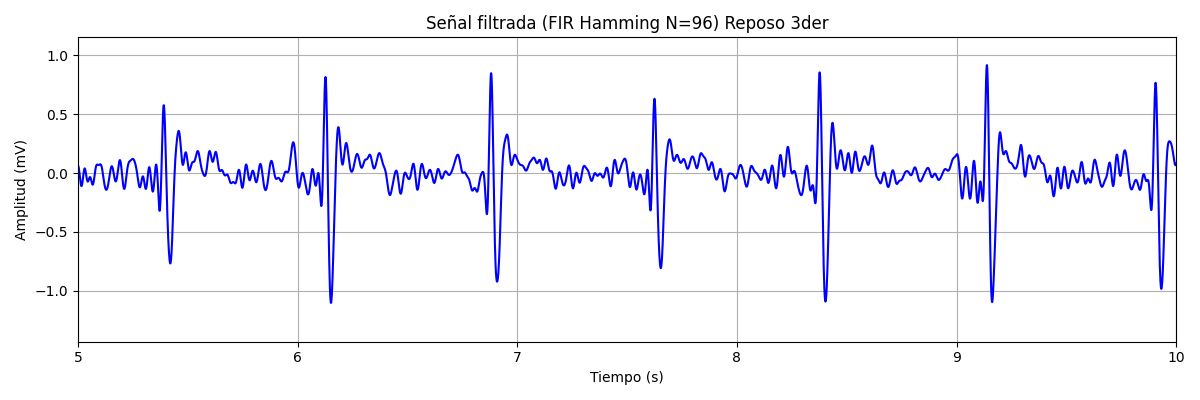 Señal filtrada (FIR Hamming N=96) Reposo 3der
Amplitud (mV)
1.0
0.5
0.0
−0.5
−1.0
5 6 7 8 9 10
Tiempo (s)